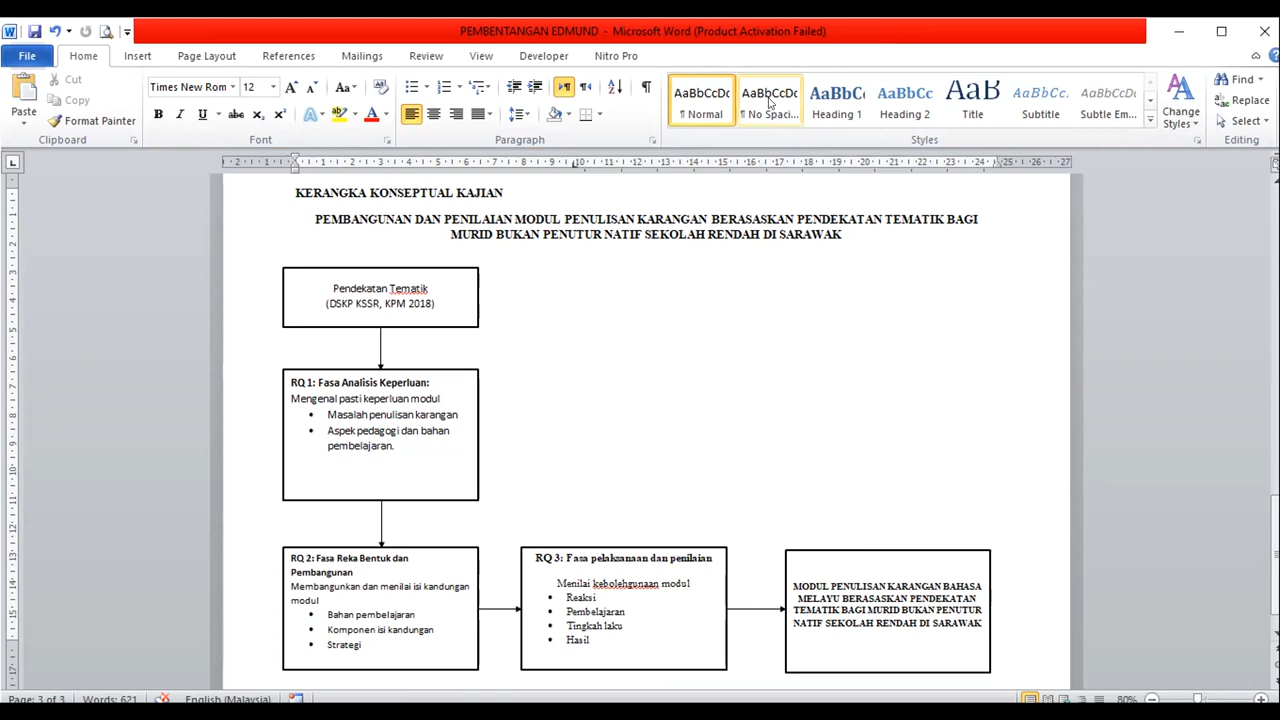 PEMBENTANGAN EDMUND - Microsoft Word (Product Activation Failed)
File Home Insert Page Layout References Mailings Review View Developer Nitro Pro
Paste
Cut
Copy
Format Painter
Clipboard
Times New Rom 12
Font
Paragraph
AaBbCcDc AaBbCcDc AaBbC( AaBbCc AaB AaBbCc. AaBbCcDc
¶ Normal ¶ No Spaci... Heading 1 Heading 2 Title Subtitle Subtle Em...
Change Styles
Styles
Find
Replace
Select
Editing
KERANGKA KONSEPTUAL KAJIAN
PEMBANGUNAN DAN PENILAIAN MODUL PENULISAN KARANGAN BERASASKAN PENDEKATAN TEMATIK BAGI
MURID BUKAN PENUTUR NATIF SEKOLAH RENDAH DI SARAWAK
Pendekatan Tematik
(DSKP KSSR, KPM 2018)
RQ 1: Fasa Analisis Keperluan:
Mengenal pasti keperluan modul
• Masalah penulisan karangan
• Aspek pedagogi dan bahan
pembelajaran.
RQ 2: Fasa Reka Bentuk dan
Pembangunan
Membangunkan dan menilai isi kandungan
modul
• Bahan pembelajaran
• Komponen isi kandungan
• Strategi
RQ 3: Fasa pelaksanaan dan penilaian
Menilai kebolehgunaan modul
• Reaksi
• Pembelajaran
• Tingkah laku
• Hasil
MODUL PENULISAN KARANGAN BAHASA
MELAYU BERASASKAN PENDEKATAN
TEMATIK BAGI MURID BUKAN PENUTUR
NATIF SEKOLAH RENDAH DI SARAWAK
Page: 3 of 3 Words: 621 English (Malaysia) 80%